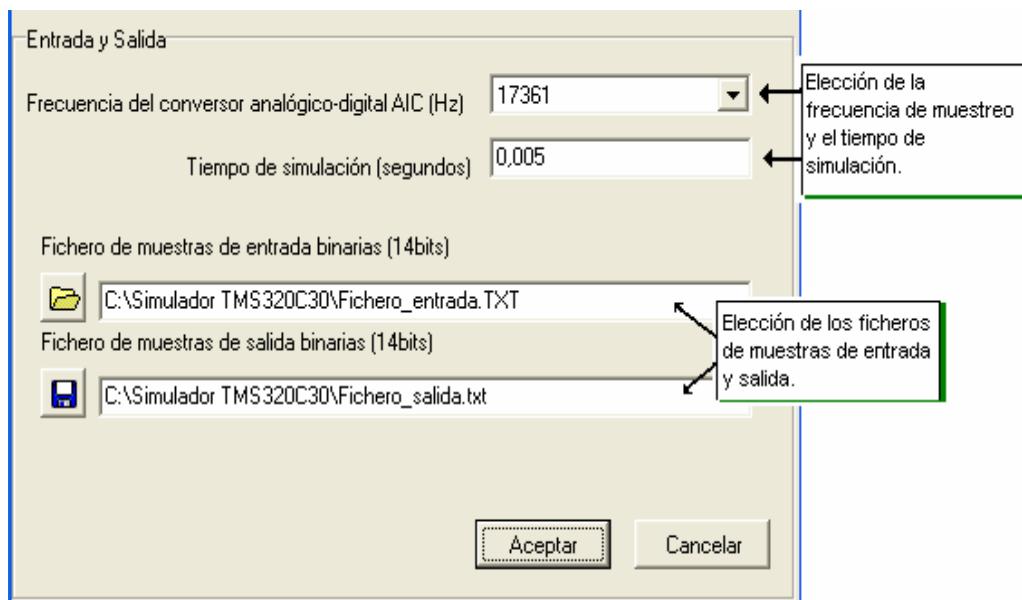 Entrada y Salida
Frecuencia del conversor analógico-digital AIC (Hz)
17361
Elección de la
frecuencia de muestreo
y el tiempo de
simulación.
Tiempo de simulación (segundos)
0,005
Fichero de muestras de entrada binarias (14bits)
C:\Simulador TMS320C30\Fichero_entrada.TXT
Elección de los ficheros
de muestras de entrada
y salida.
Fichero de muestras de salida binarias (14bits)
C:\Simulador TMS320C30\Fichero_salida.txt
Aceptar
Cancelar